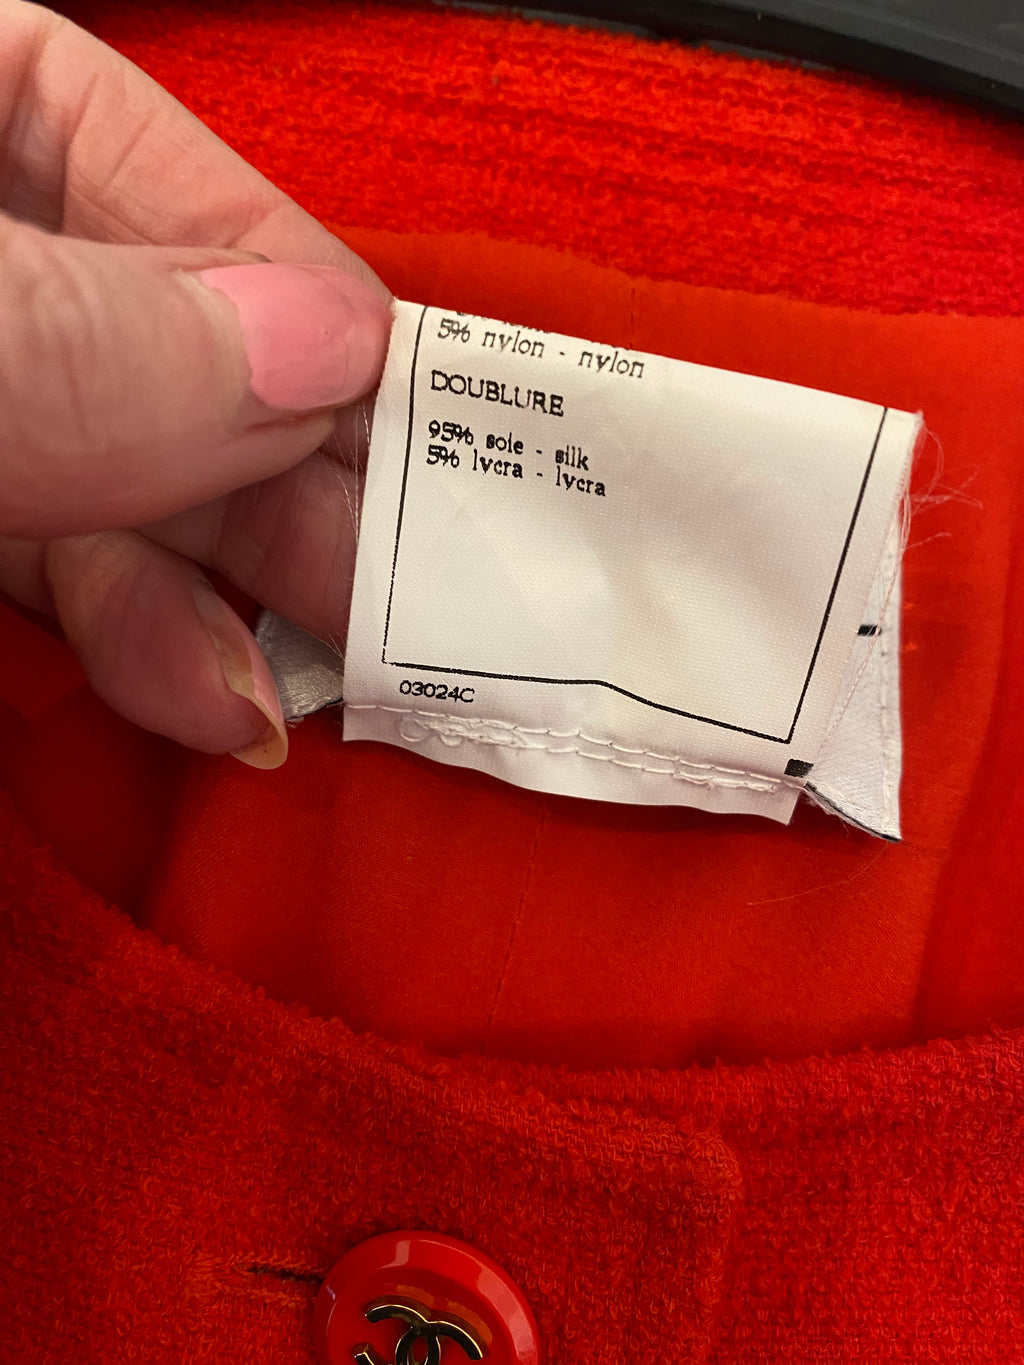 5% nylon - nylon
DOUBLURE
95% soie - silk
5% lycra - lycra
03024C